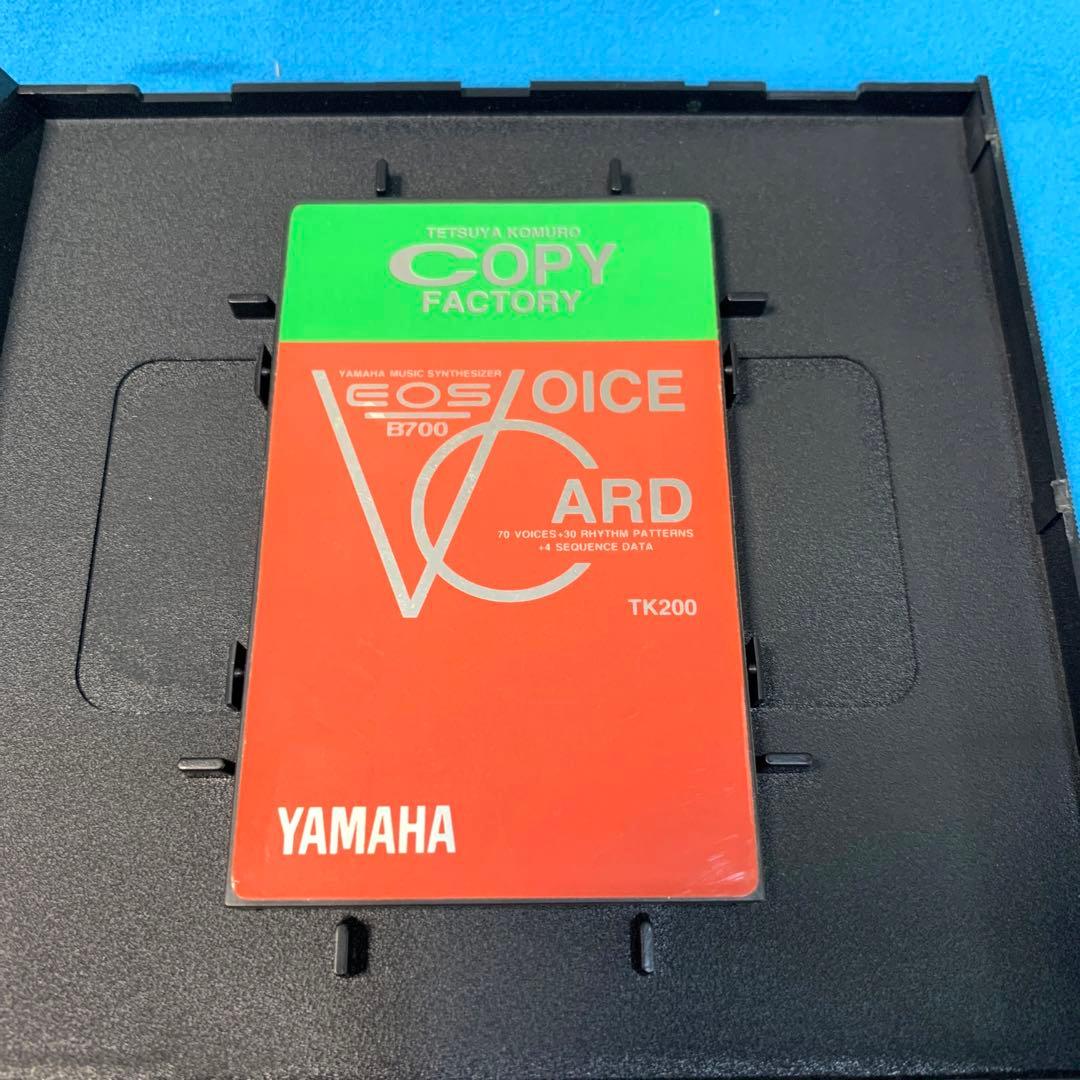 TETSUYA KOMURO
COPY
FACTORY
YAMAHA MUSIC SYNTHESIZER
EOS
B700
VOICE
CARD
70 VOICES+30 RHYTHM PATTERNS
+4 SEQUENCE DATA
TK200
YAMAHA